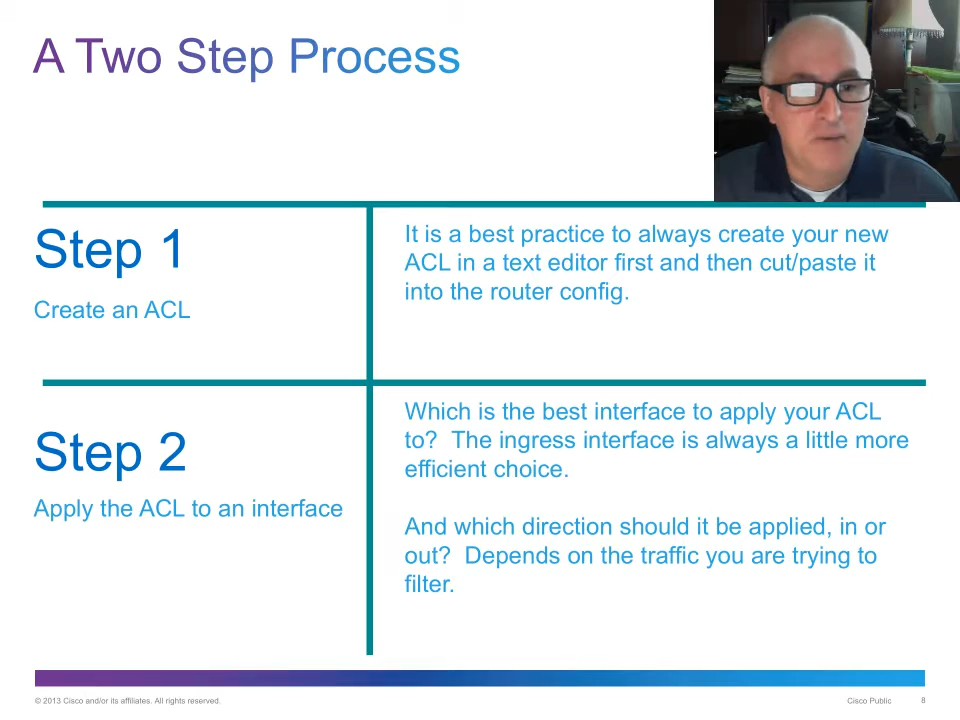 A Two Step Process
Step 1
Create an ACL
It is a best practice to always create your new
ACL in a text editor first and then cut/paste it
into the router config.
Step 2
Apply the ACL to an interface
Which is the best interface to apply your ACL
to?  The ingress interface is always a little more
efficient choice.
And which direction should it be applied, in or
out?  Depends on the traffic you are trying to
filter.
© 2013 Cisco and/or its affiliates. All rights reserved.
Cisco Public
8